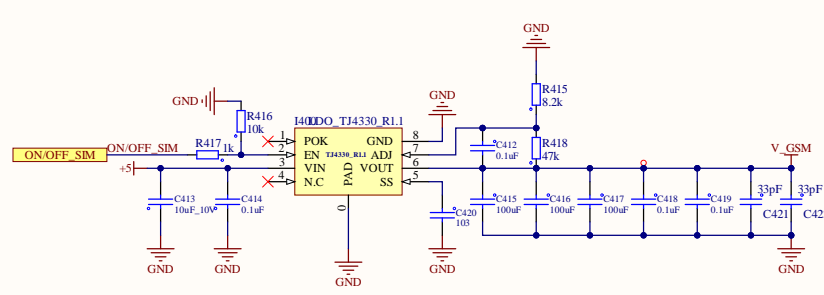 GND
R415
8.2k
GND
GND
R416
10k
I400
LDO_TJ4330_R1.1
ON/OFF_SIM
ON/OFF_SIM
R417
1k
1
POK
GND
8
2
EN
TJ4330_R1.1
ADJ
7
3
VIN
VOUT
6
4
N.C
PAD
SS
5
0
+5
C412
0.1uF
R418
47k
V_GSM
C413
10uF_10V
C414
0.1uF
C420
103
C415
100uF
C416
100uF
C417
100uF
C418
0.1uF
C419
0.1uF
33pF
C421
33pF
C42
GND
GND
GND
GND
GND